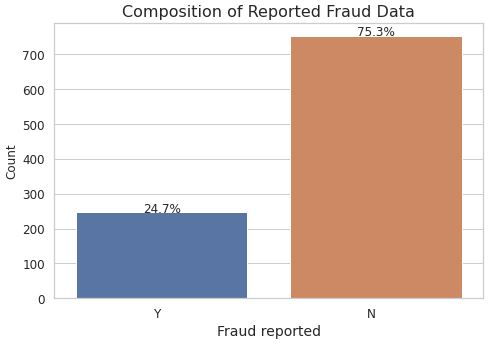 Composition of Reported Fraud Data
Count
700
600
500
400
300
200
100
0
24.7%
75.3%
Y
N
Fraud reported